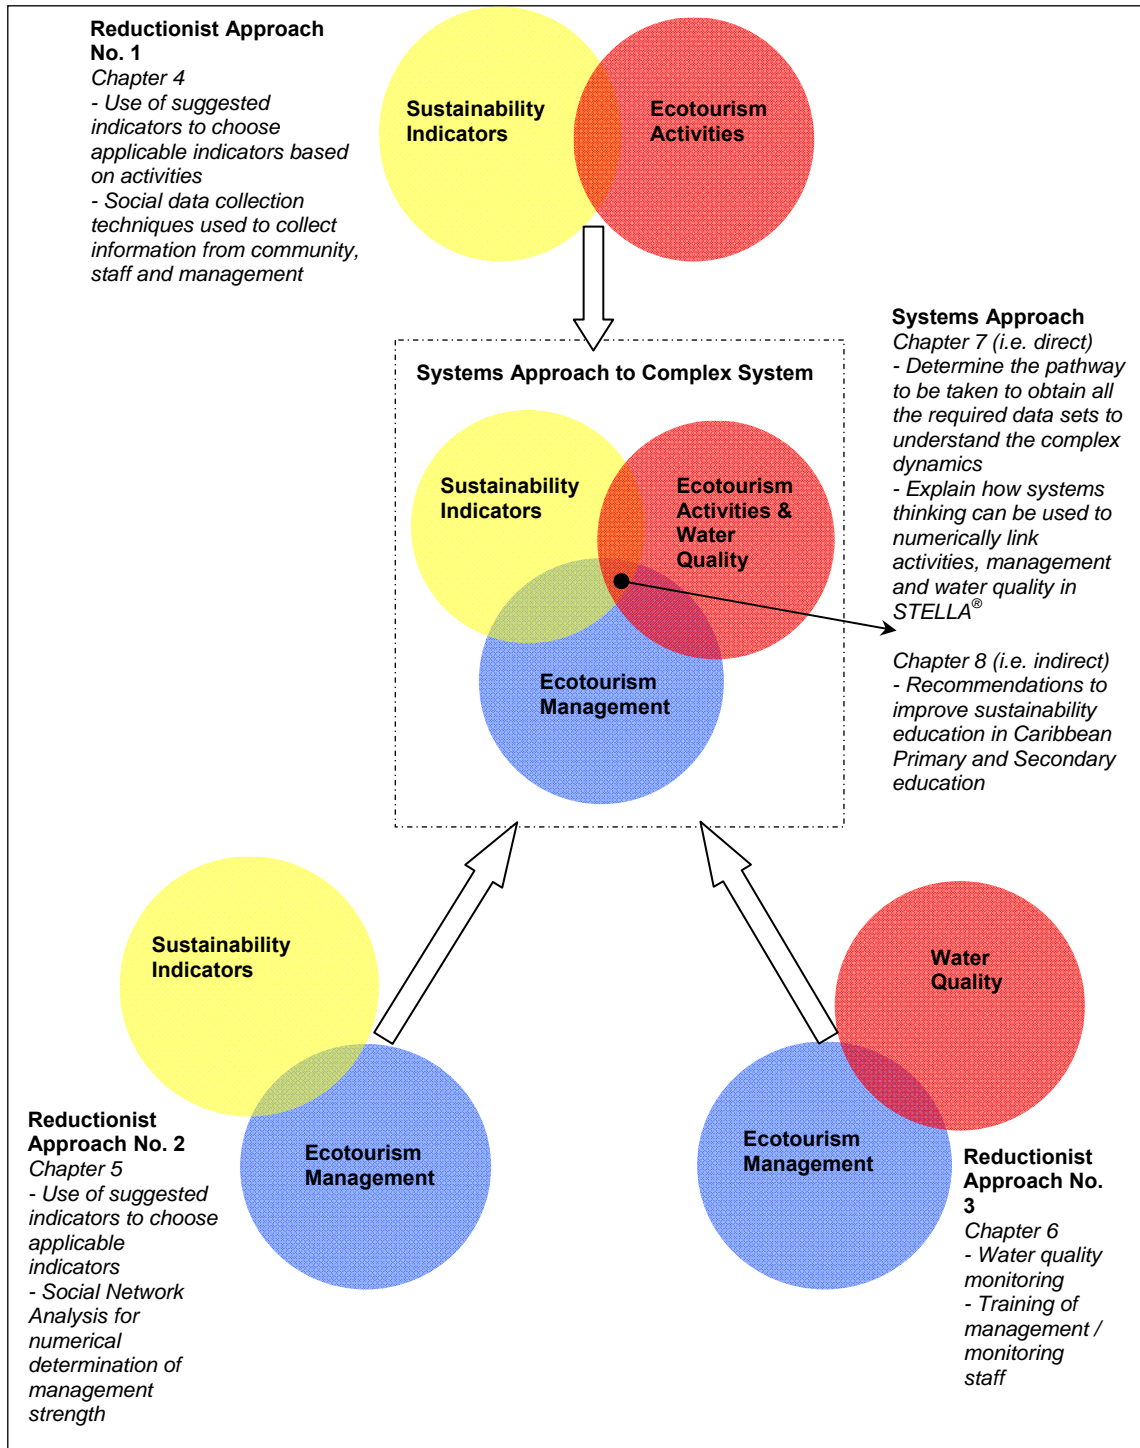 Reductionist Approach
No. 1
Chapter 4
- Use of suggested
indicators to choose
applicable indicators based
on activities
- Social data collection
techniques used to collect
information from community,
staff and management
Sustainability
Indicators
Ecotourism
Activities
Systems Approach to Complex System
Sustainability
Indicators
Ecotourism
Activities &
Water
Quality
Ecotourism
Management
Systems Approach
Chapter 7 (i.e. direct)
- Determine the pathway
to be taken to obtain all
the required data sets to
understand the complex
dynamics
- Explain how systems
thinking can be used to
numerically link
activities, management
and water quality in
STELLA®
Chapter 8 (i.e. indirect)
- Recommendations to
improve sustainability
education in Caribbean
Primary and Secondary
education
Sustainability
Indicators
Ecotourism
Management
Reductionist
Approach No. 2
Chapter 5
- Use of suggested
indicators to choose
applicable
indicators
- Social Network
Analysis for
numerical
determination of
management
strength
Water
Quality
Ecotourism
Management
Reductionist
Approach No.
3
Chapter 6
- Water quality
monitoring
- Training of
management /
monitoring
staff